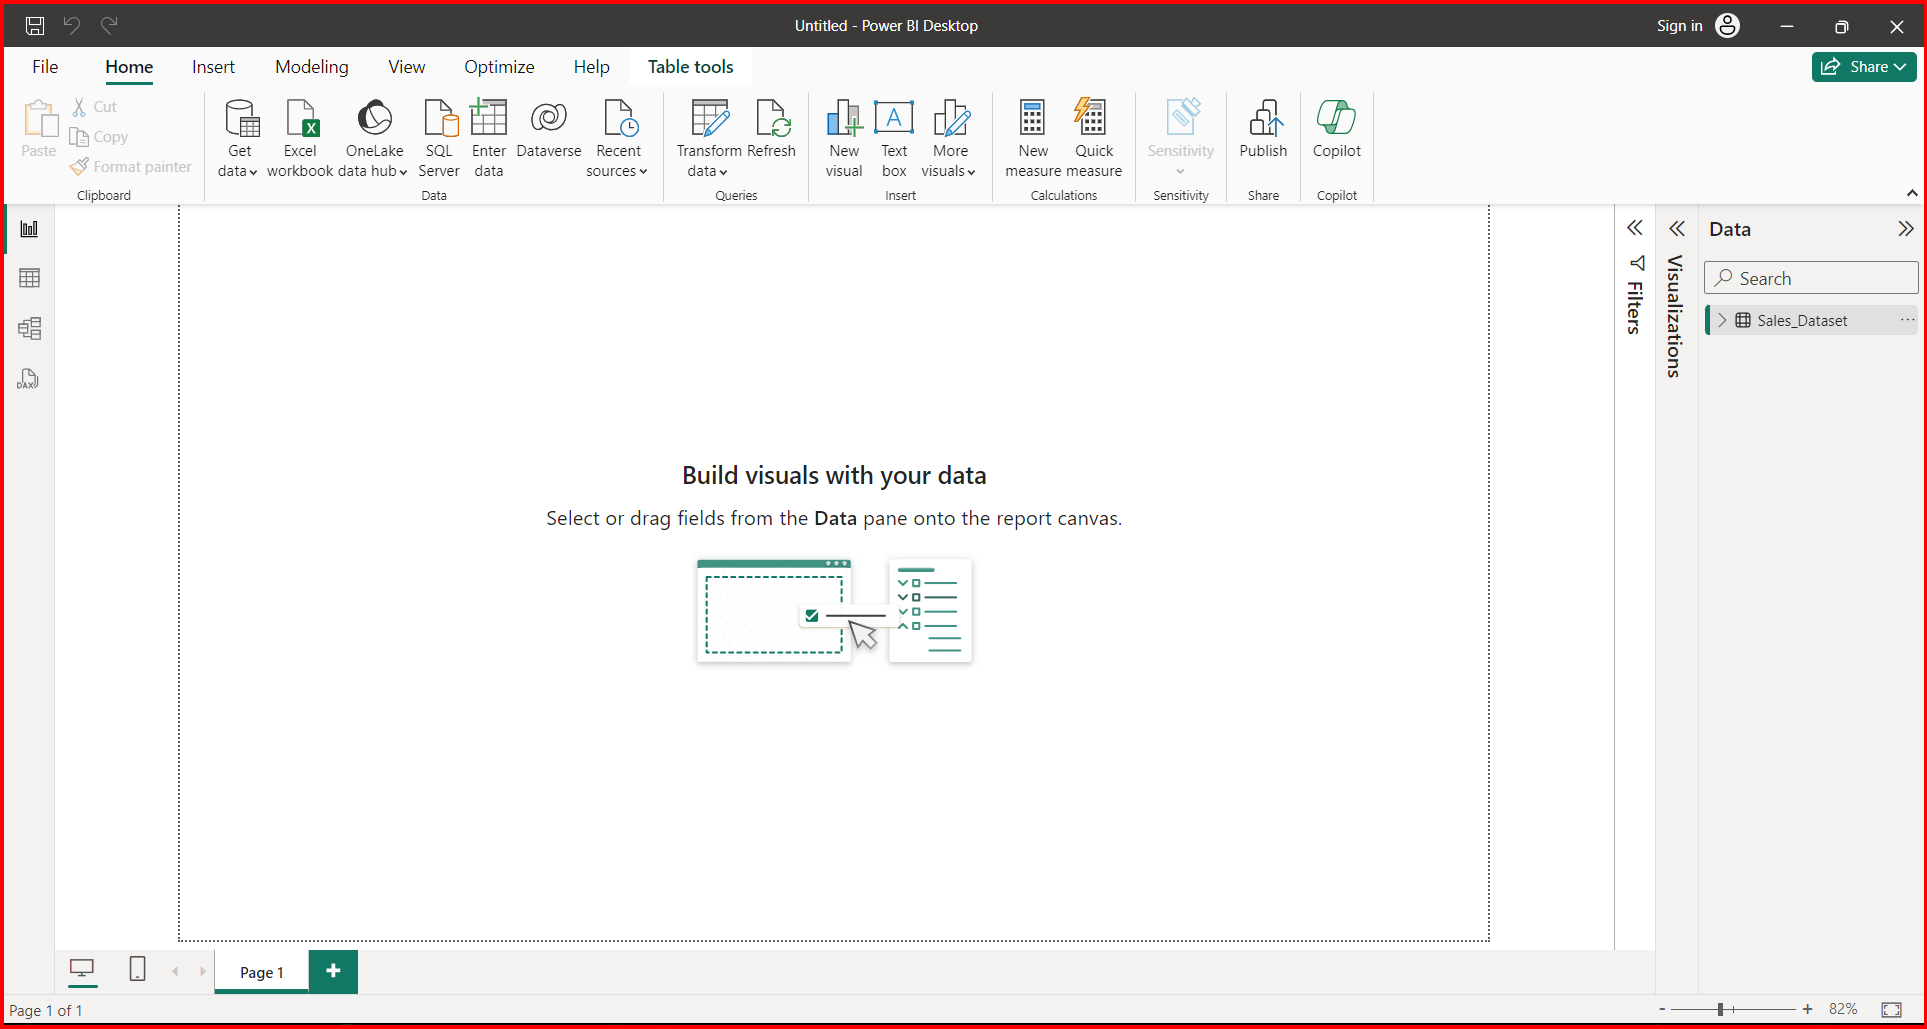 Untitled - Power BI Desktop
Sign in
File Home Insert Modeling View Optimize Help Table tools
Share
Paste
Cut
Copy
Format painter
Clipboard
Get data
Excel workbook
OneLake data hub
SQL Server
Enter data
Dataverse
Recent sources
Data
Transform data
Refresh
Queries
New visual
Text box
More visuals
Insert
New measure
Quick measure
Calculations
Sensitivity
Sensitivity
Publish
Share
Copilot
Copilot
DAX
Build visuals with your data
Select or drag fields from the Data pane onto the report canvas.
Filters
Visualizations
Data
Search
Sales_Dataset
Page 1
Page 1 of 1
82%